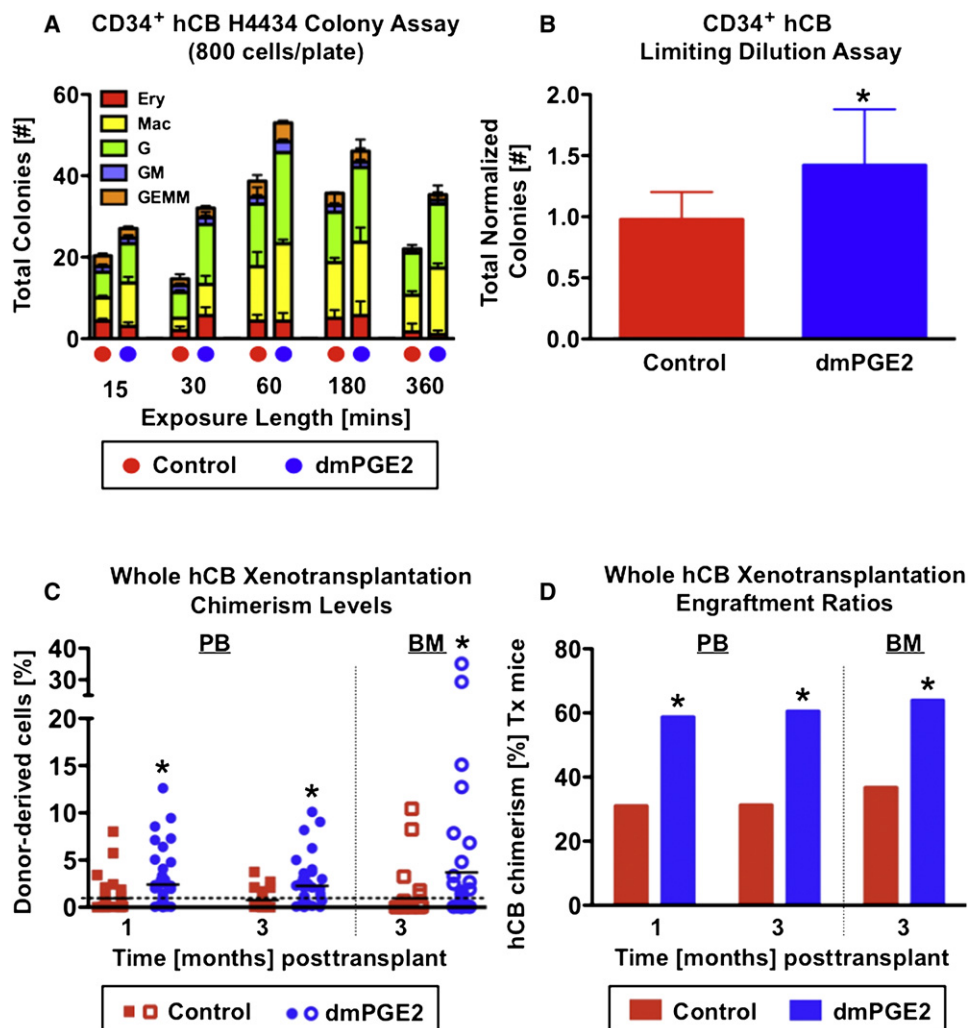 A
CD34+ hCB H4434 Colony Assay
(800 cells/plate)
Total Colonies [#]
60
40
20
0
Ery
Mac
G
GM
GEMM
15 30 60 180 360
Exposure Length [mins]
Control dmPGE2
B
CD34+ hCB
Limiting Dilution Assay
Total Normalized
Colonies [#]
2.0
1.5
1.0
0.5
0.0
*
Control dmPGE2
C
Whole hCB Xenotransplantation
Chimerism Levels
PB BM
Donor-derived cells [%]
40
30
20
15
10
5
0
* * *
1 3 3
Time [months] posttransplant
Control dmPGE2
D
Whole hCB Xenotransplantation
Engraftment Ratios
PB BM
hCB chimerism [%] Tx mice
80
60
40
20
0
* * *
1 3 3
Time [months] posttransplant
Control dmPGE2